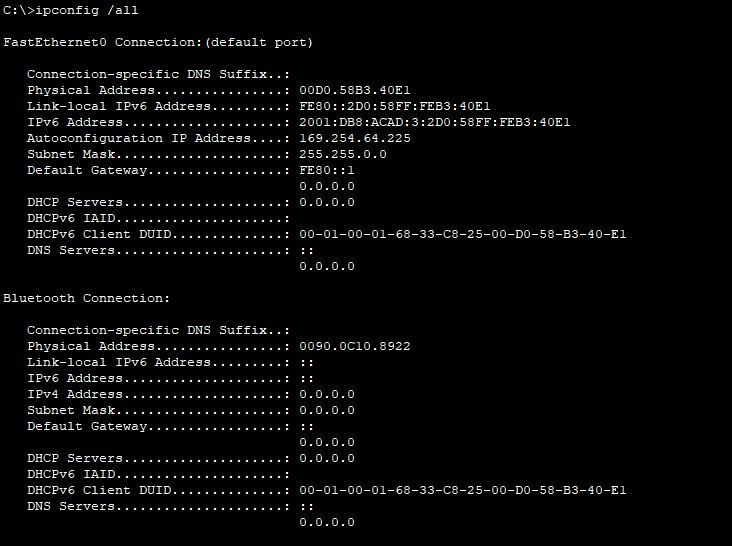 C:\>ipconfig /all
FastEthernet0 Connection:(default port)
Connection-specific DNS Suffix..:
Physical Address................: 00D0.58B3.40E1
Link-local IPv6 Address.........: FE80::2D0:58FF:FEB3:40E1
IPv6 Address....................: 2001:DB8:ACAD:3:2D0:58FF:FEB3:40E1
Autoconfiguration IP Address....: 169.254.64.225
Subnet Mask.....................: 255.255.0.0
Default Gateway.................: FE80::1
0.0.0.0
DHCP Servers....................: 0.0.0.0
DHCPv6 IAID.....................:
DHCPv6 Client DUID..............: 00-01-00-01-68-33-C8-25-00-D0-58-B3-40-E1
DNS Servers.....................: ::
0.0.0.0
Bluetooth Connection:
Connection-specific DNS Suffix..:
Physical Address................: 0090.0C10.8922
Link-local IPv6 Address.........: ::
IPv6 Address....................: ::
IPv4 Address....................: 0.0.0.0
Subnet Mask.....................: 0.0.0.0
Default Gateway.................: ::
0.0.0.0
DHCP Servers....................: 0.0.0.0
DHCPv6 IAID.....................:
DHCPv6 Client DUID..............: 00-01-00-01-68-33-C8-25-00-D0-58-B3-40-E1
DNS Servers.....................: ::
0.0.0.0